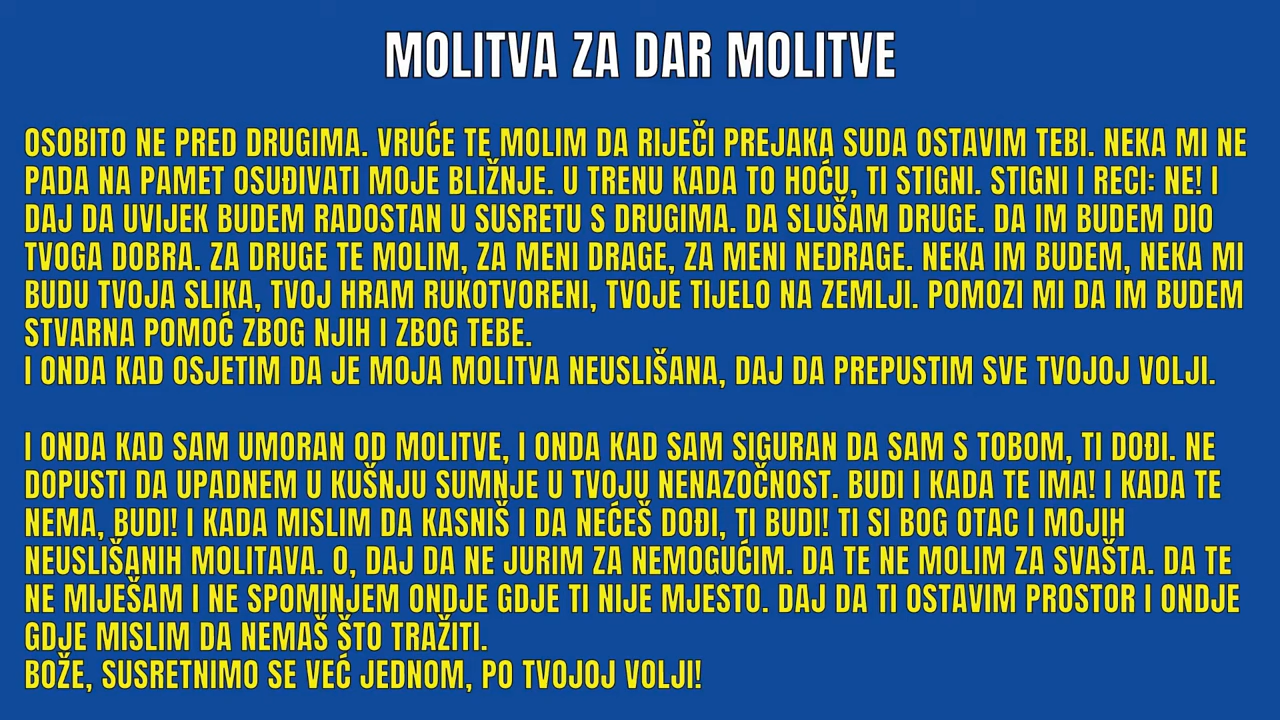 MOLITVA ZA DAR MOLITVE
OSOBITO NE PRED DRUGIMA. VRUĆE TE MOLIM DA RIJEČI PREJAKA SUDA OSTAVIM TEBI. NEKA MI NE
PADA NA PAMET OSUĐIVATI MOJE BLIŽNJE. U TRENU KADA TO HOĆU, TI STIGNI. STIGNI I RECI: NE! I
DAJ DA UVIJEK BUDEM RADOSTAN U SUSRETU S DRUGIMA. DA SLUŠAM DRUGE. DA IM BUDEM DIO
TVOGA DOBRA. ZA DRUGE TE MOLIM, ZA MENI DRAGE, ZA MENI NEDRAGE. NEKA IM BUDEM, NEKA MI
BUDU TVOJA SLIKA, TVOJ HRAM RUKOTVORENI, TVOJE TIJELO NA ZEMLJI. POMOZI MI DA IM BUDEM
STVARNA POMOĆ ZBOG NJIH I ZBOG TEBE.
I ONDA KAD OSJETIM DA JE MOJA MOLITVA NEUSLIŠANA, DAJ DA PREPUSTIM SVE TVOJOJ VOLJI.
I ONDA KAD SAM UMORAN OD MOLITVE, I ONDA KAD SAM SIGURAN DA SAM S TOBOM, TI DOĐI. NE
DOPUSTI DA UPADNEM U KUŠNJU SUMNJE U TVOJU NENAZOČNOST. BUDI I KADA TE IMA! I KADA TE
NEMA, BUDI! I KADA MISLIM DA KASNIŠ I DA NEĆEŠ DOĐI, TI BUDI! TI SI BOG OTAC I MOJIH
NEUSLIŠANIH MOLITAVA. O, DAJ DA NE JURIM ZA NEMOGUĆIM. DA TE NE MOLIM ZA SVAŠTA. DA TE
NE MIJEŠAM I NE SPOMINJEM ONDJE GDJE TI NIJE MJESTO. DAJ DA TI OSTAVIM PROSTOR I ONDJE
GDJE MISLIM DA NEMAŠ ŠTO TRAŽITI.
BOŽE, SUSRETNIMO SE VEĆ JEDNOM, PO TVOJOJ VOLJI!